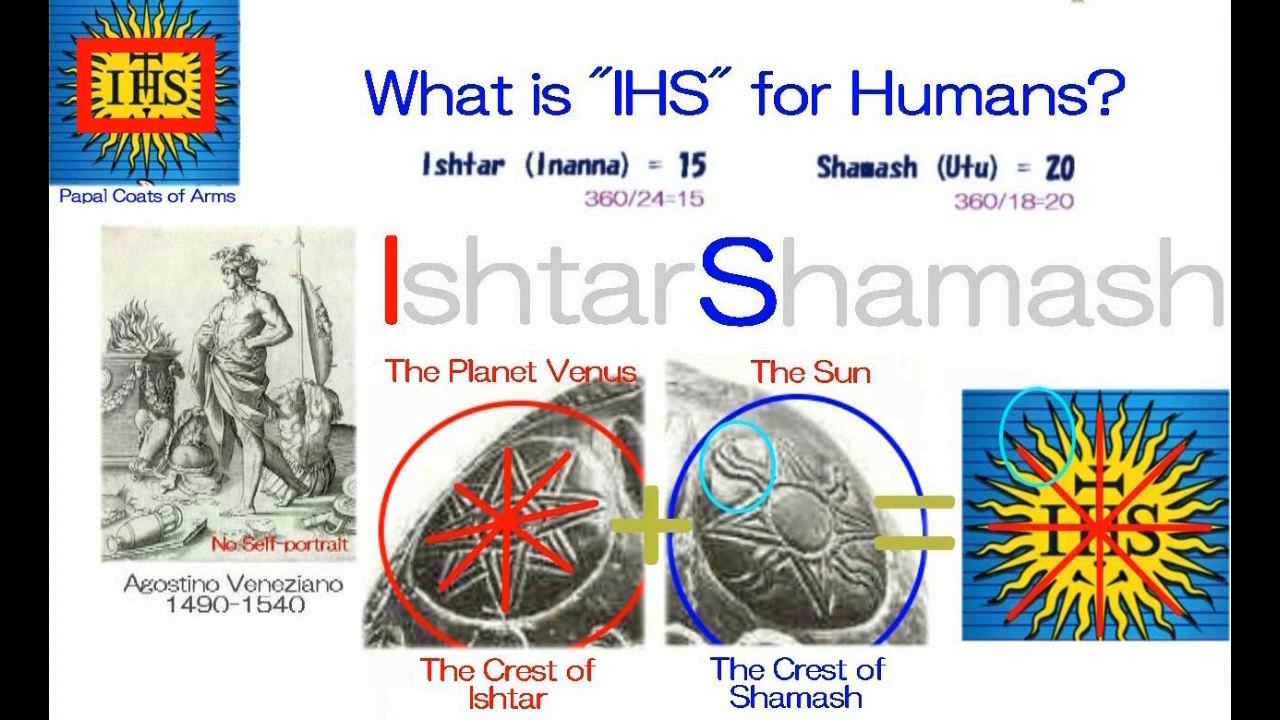 IHS
Papal Coats of Arms
What is "IHS" for Humans?
Ishtar (Inanna) = 15
360/24=15
Shamash (Utu) = 20
360/18=20
IshtarShamash
No Self-portrait
Agostino Veneziano
1490-1540
The Planet Venus
The Sun
+
=
IHS
The Crest of
Ishtar
The Crest of
Shamash